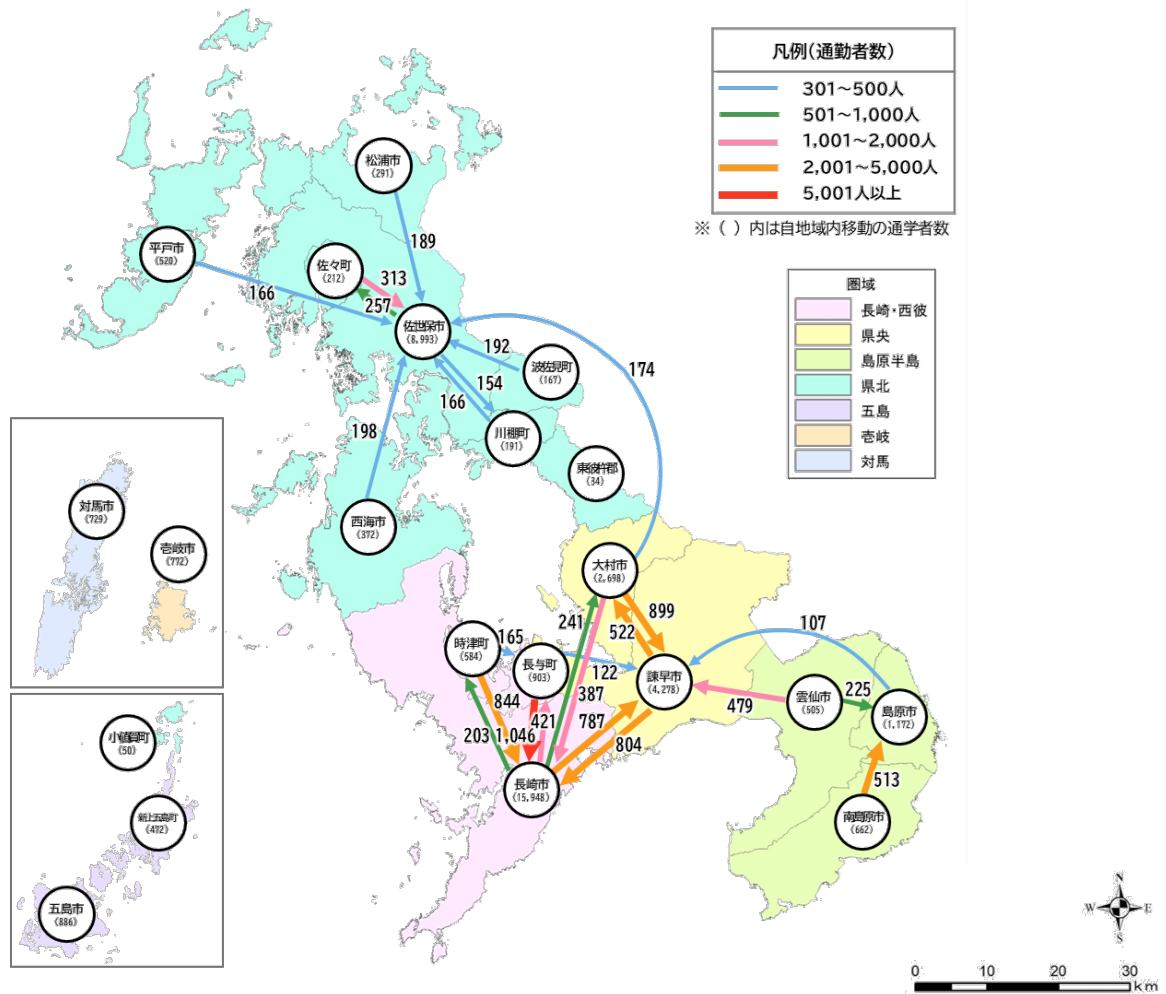 凡例(通勤者数)
301～500人
501～1,000人
1,001～2,000人
2,001～5,000人
5,001人以上
※（ ）内は自地域内移動の通学者数
圏域
長崎・西彼
県央
島原半島
県北
五島
壱岐
対馬
松浦市
(291)
189
平戸市
(520)
166
佐々町
(212)
313
257
佐世保市
(8,993)
192
波佐見町
(167)
174
154
166
川棚町
(191)
198
東彼杵郡
(34)
西海市
(372)
対馬市
(729)
壱岐市
(772)
大村市
(2,698)
899
522
241
107
時津町
(584)
165
長与町
(903)
122
諫早市
(4,278)
387
844
421
787
479
雲仙市
(505)
225
島原市
(1,172)
203
1,046
804
長崎市
(15,948)
513
南島原市
(662)
小値賀町
(50)
新上五島町
(472)
五島市
(886)
N
W
E
S
0
10
20
30
km